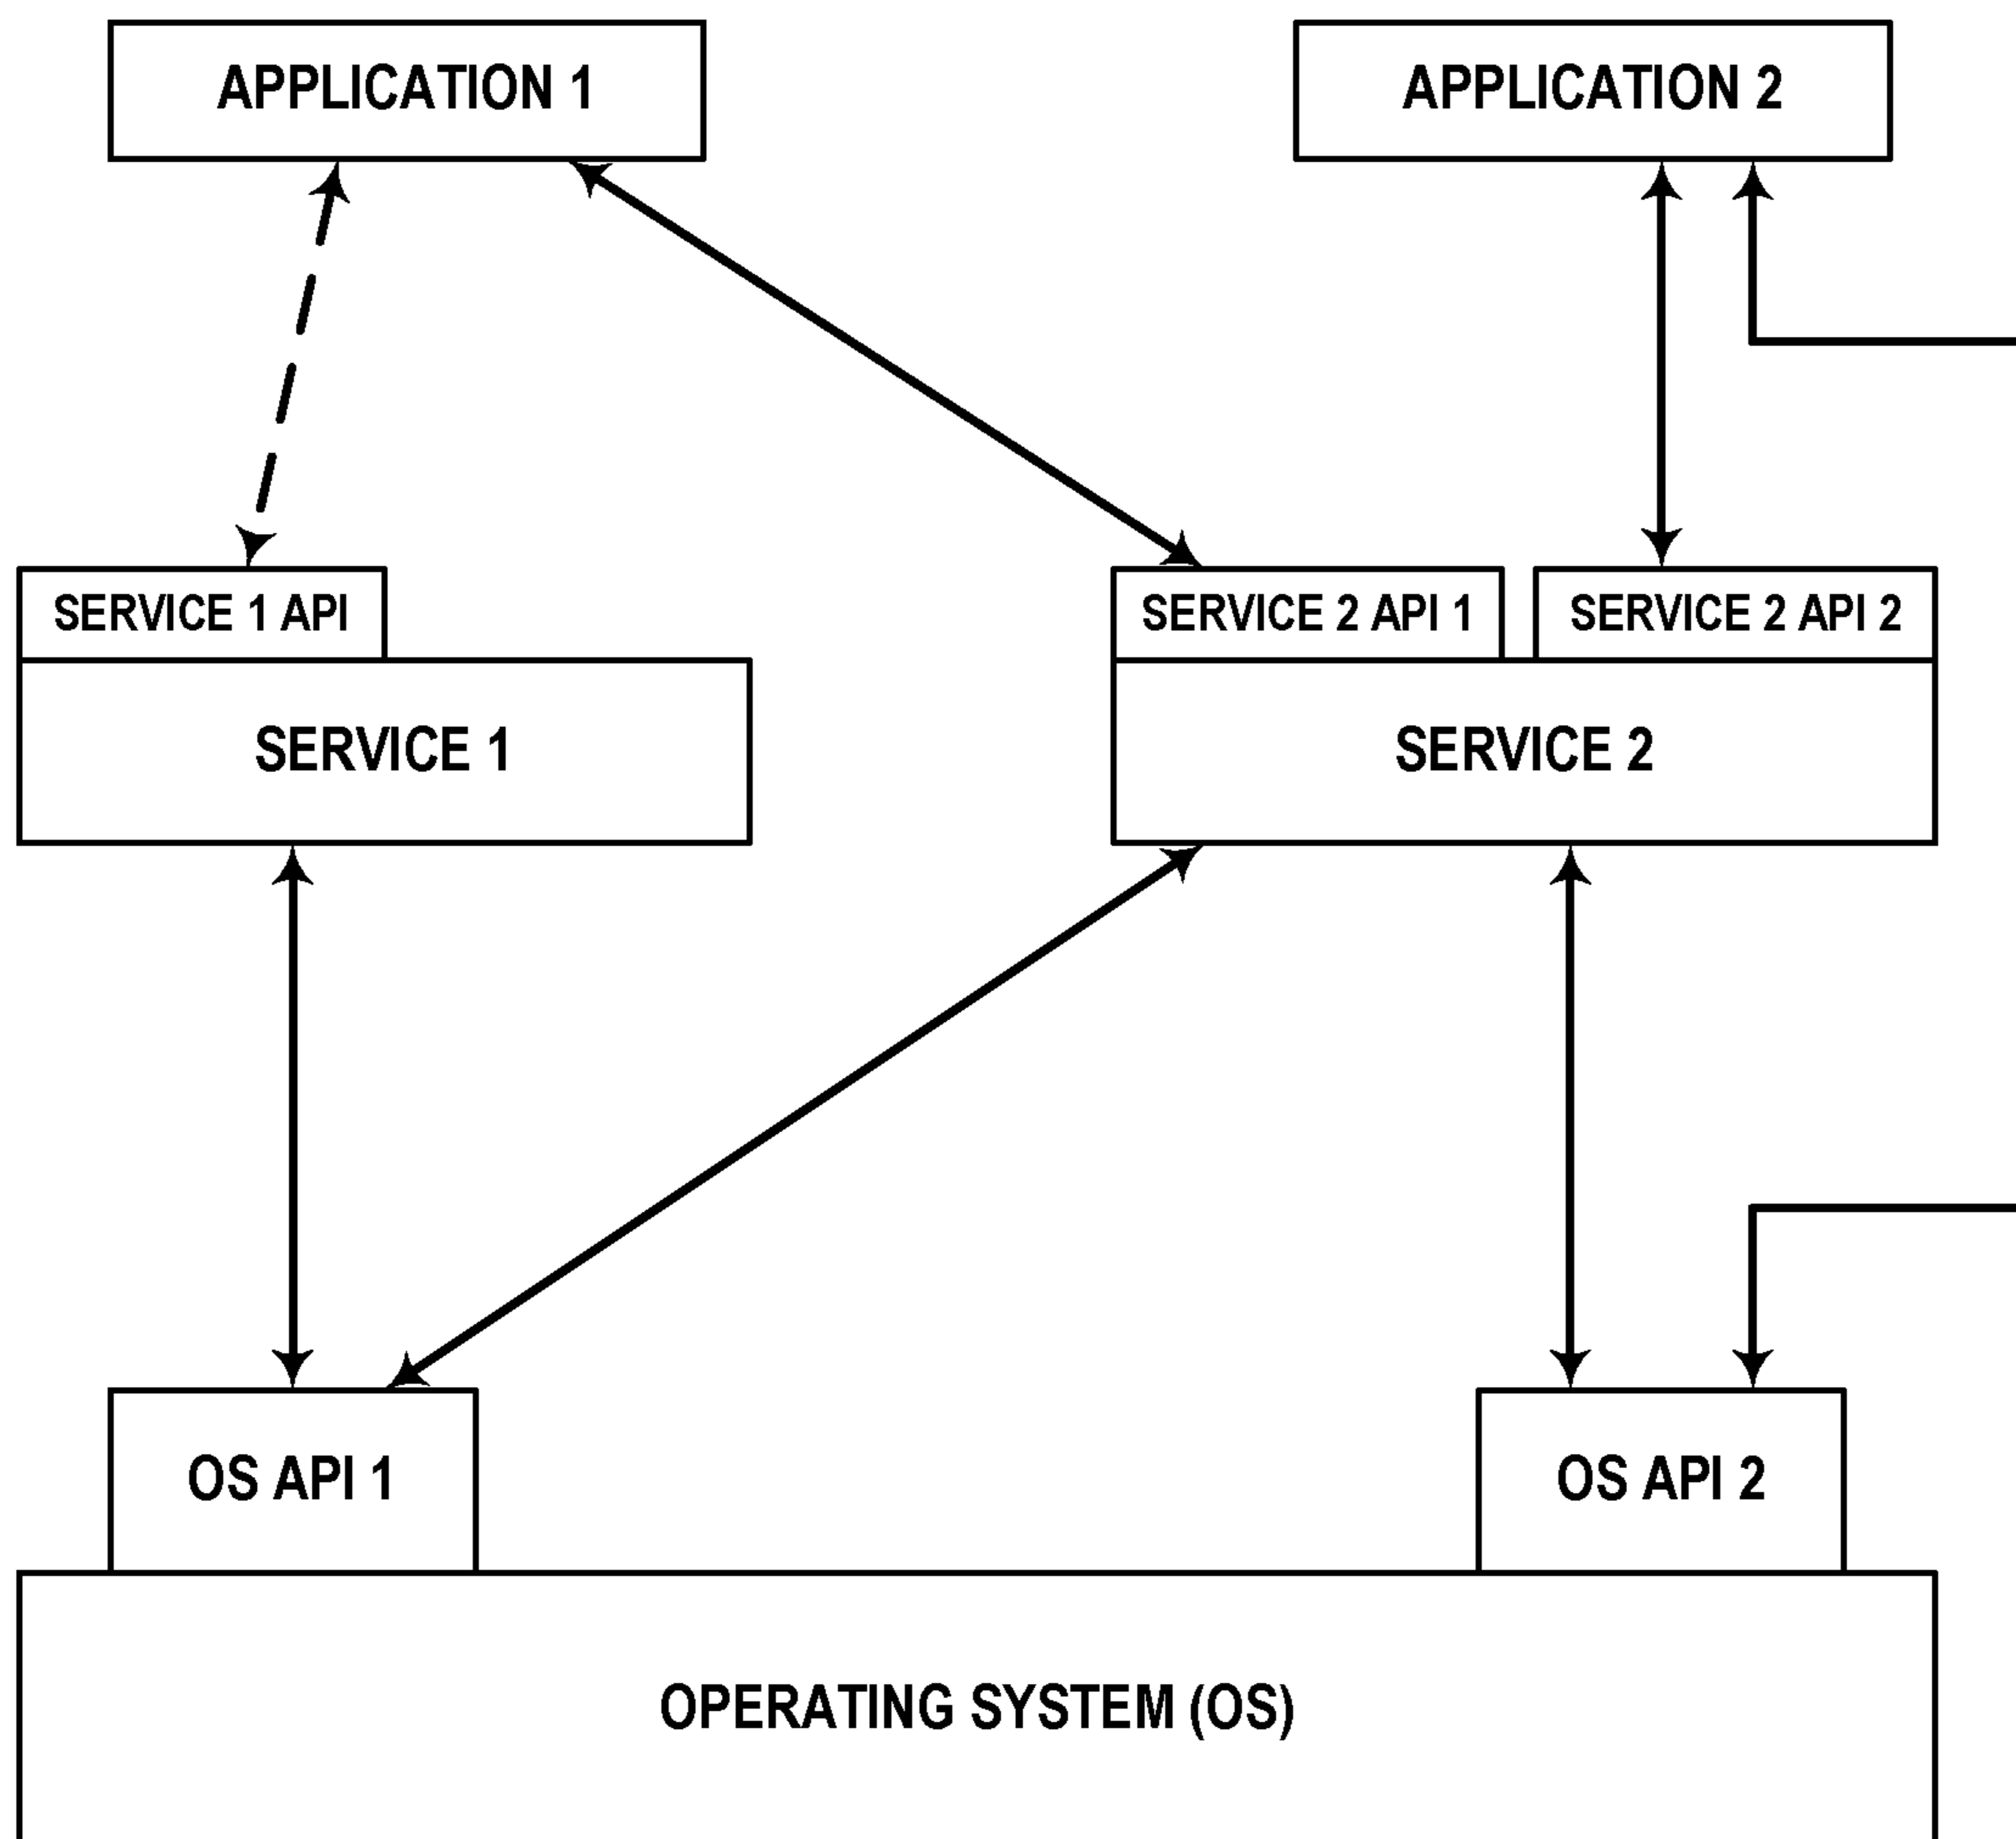 APPLICATION 1
APPLICATION 2
SERVICE 1 API
SERVICE 2 API 1
SERVICE 2 API 2
SERVICE 1
SERVICE 2
OS API 1
OS API 2
OPERATING SYSTEM (OS)